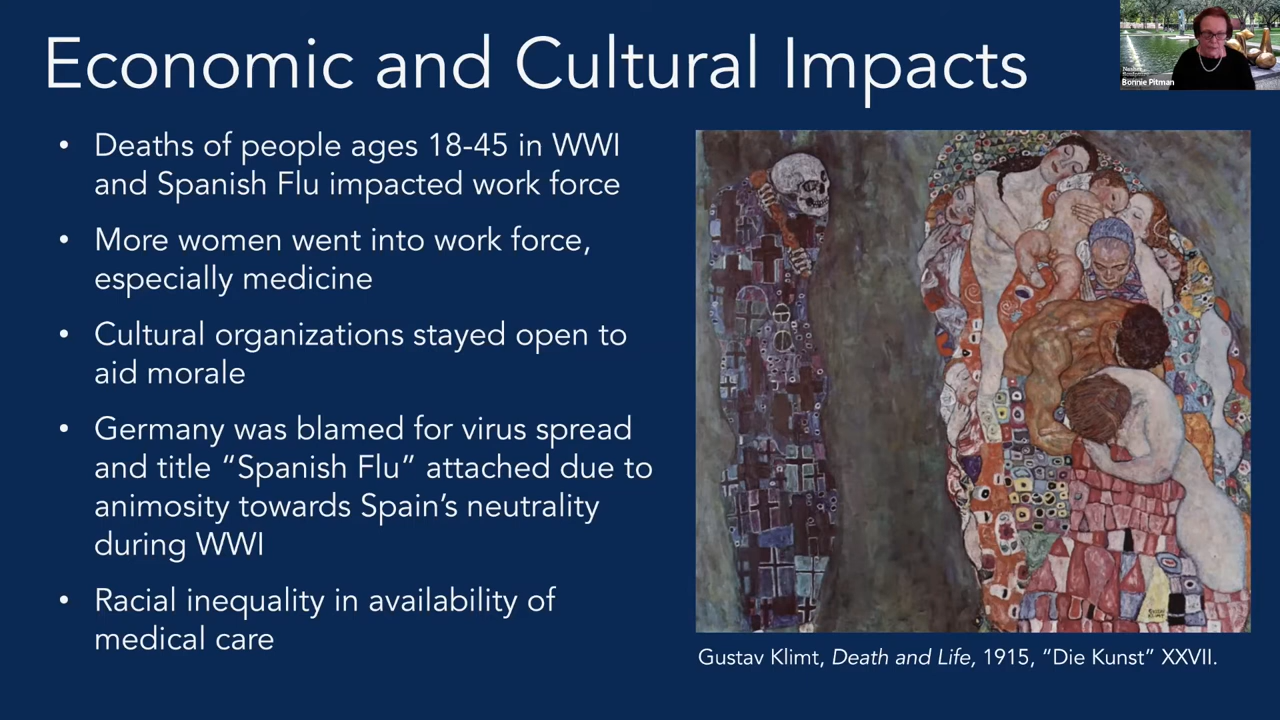 Economic and Cultural Impacts
Bonnie Pitman
• Deaths of people ages 18-45 in WWI
and Spanish Flu impacted work force
• More women went into work force,
especially medicine
• Cultural organizations stayed open to
aid morale
• Germany was blamed for virus spread
and title “Spanish Flu” attached due to
animosity towards Spain’s neutrality
during WWI
• Racial inequality in availability of
medical care
Gustav Klimt, Death and Life, 1915, “Die Kunst” XXVII.